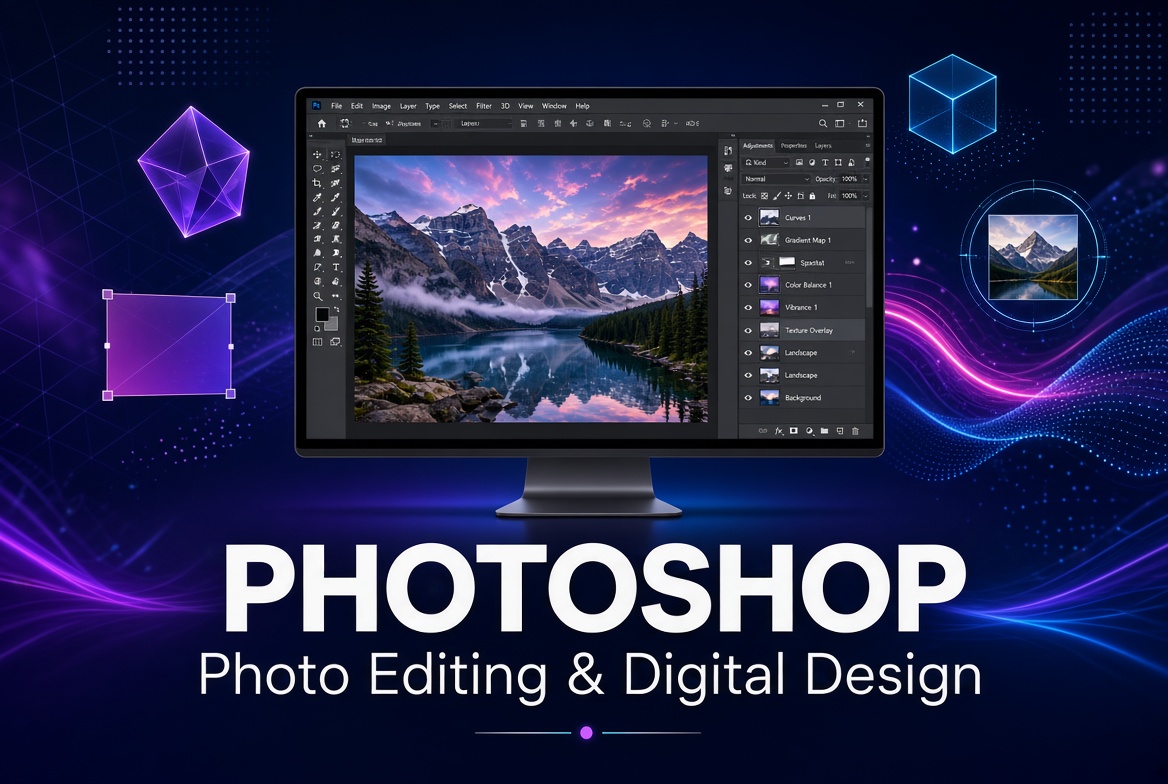 Ps File Edit Image Layer Type Select Filter 3D View Window Help
Adjustments Properties Layers
Kind
Normal Opacity: 100%
Lock: 100%
Curves 1
Gradient Map 1
Color Balance 1
Vibrance 1
Texture Overlay
Landscape
Landscape
Background
fx
PHOTOSHOP
Photo Editing & Digital Design